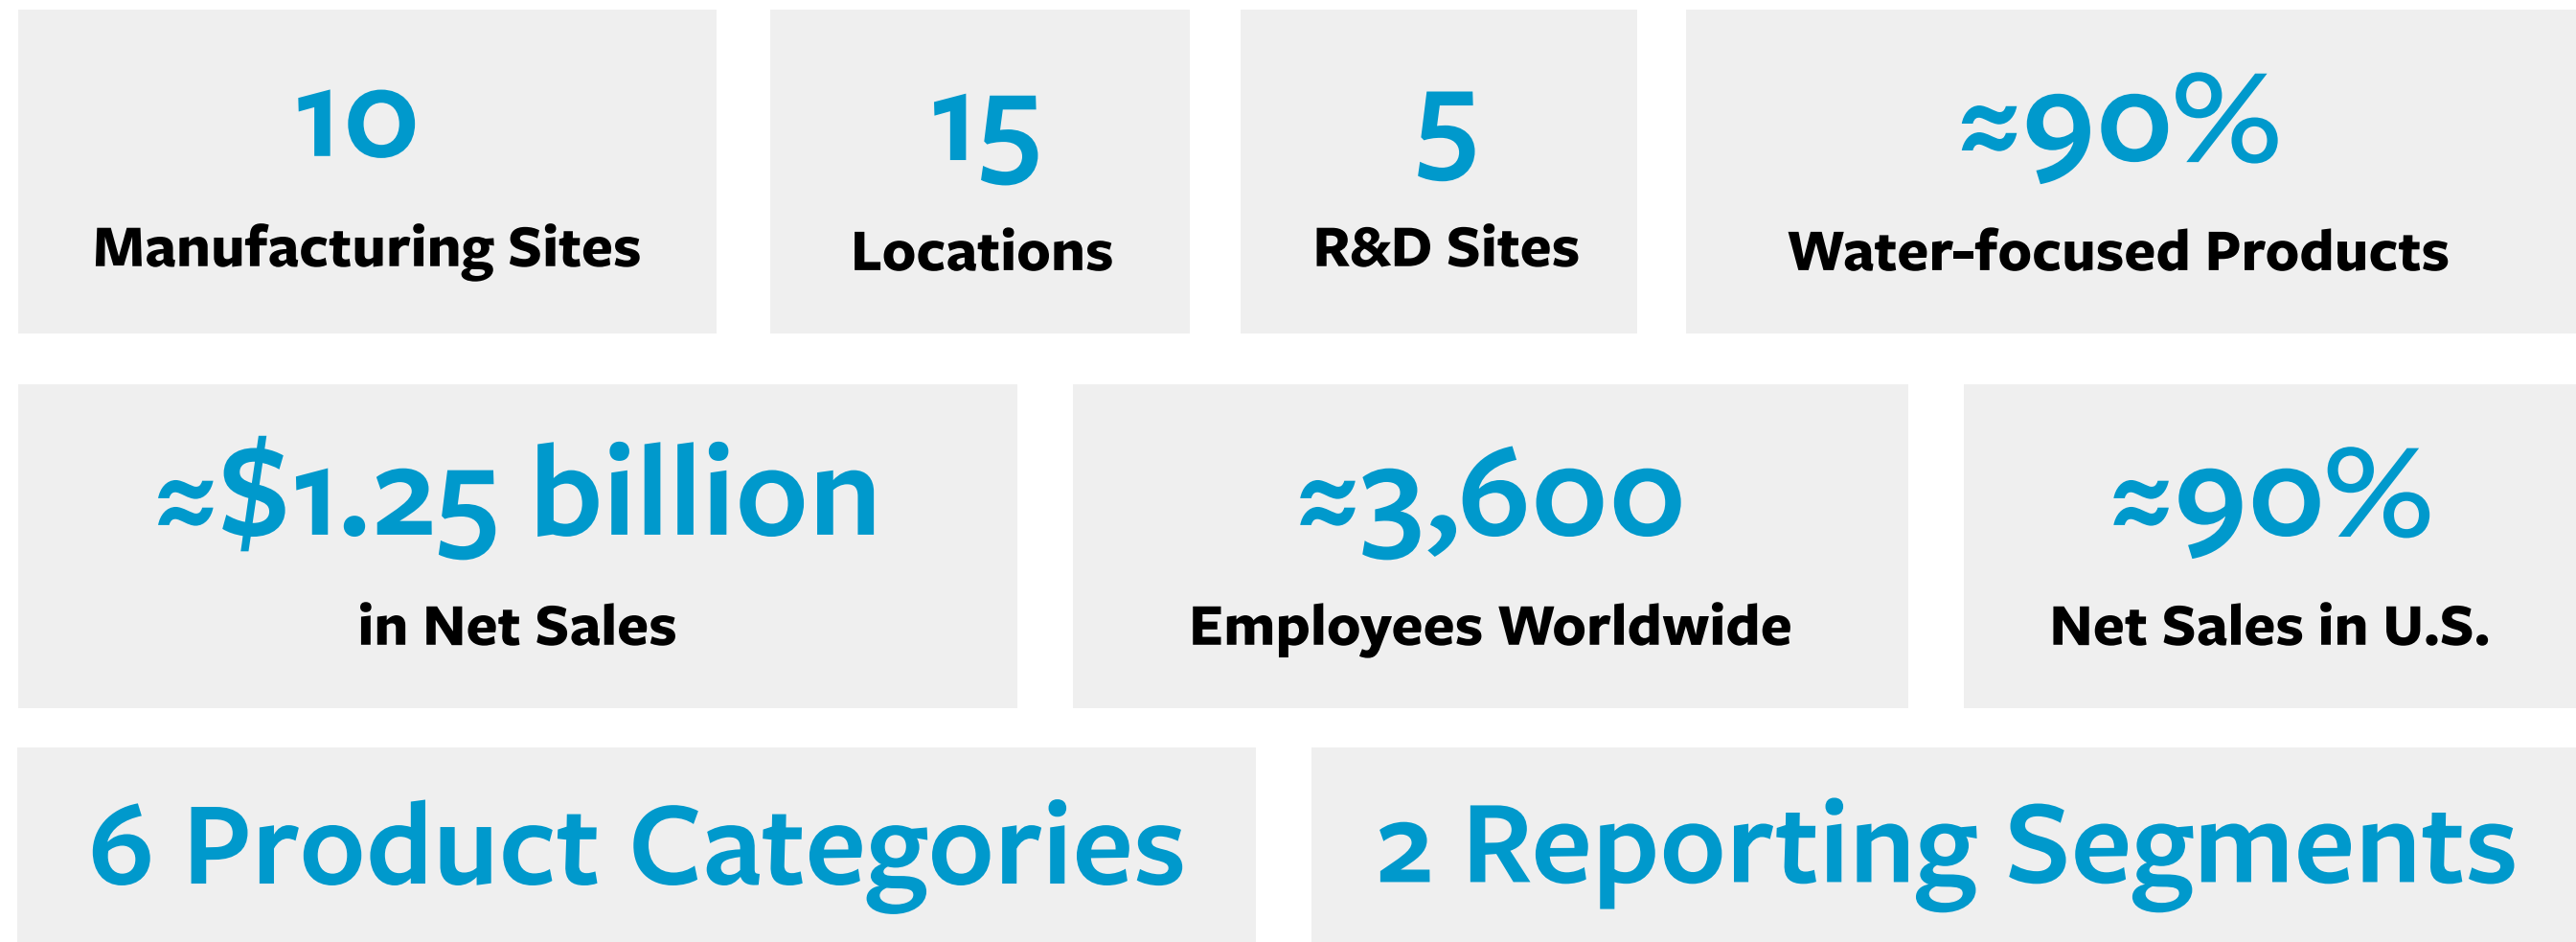 10
Manufacturing Sites
15
Locations
5
R&D Sites
≈90%
Water-focused Products
≈$1.25 billion
in Net Sales
≈3,600
Employees Worldwide
≈90%
Net Sales in U.S.
6 Product Categories
2 Reporting Segments